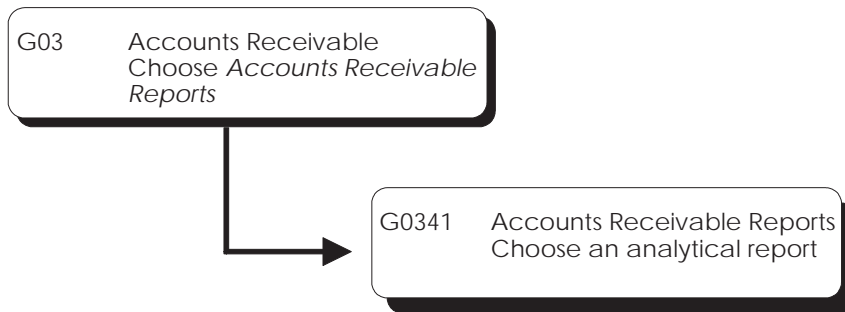 G03 Accounts Receivable
Choose Accounts Receivable
Reports
G0341 Accounts Receivable Reports
Choose an analytical report